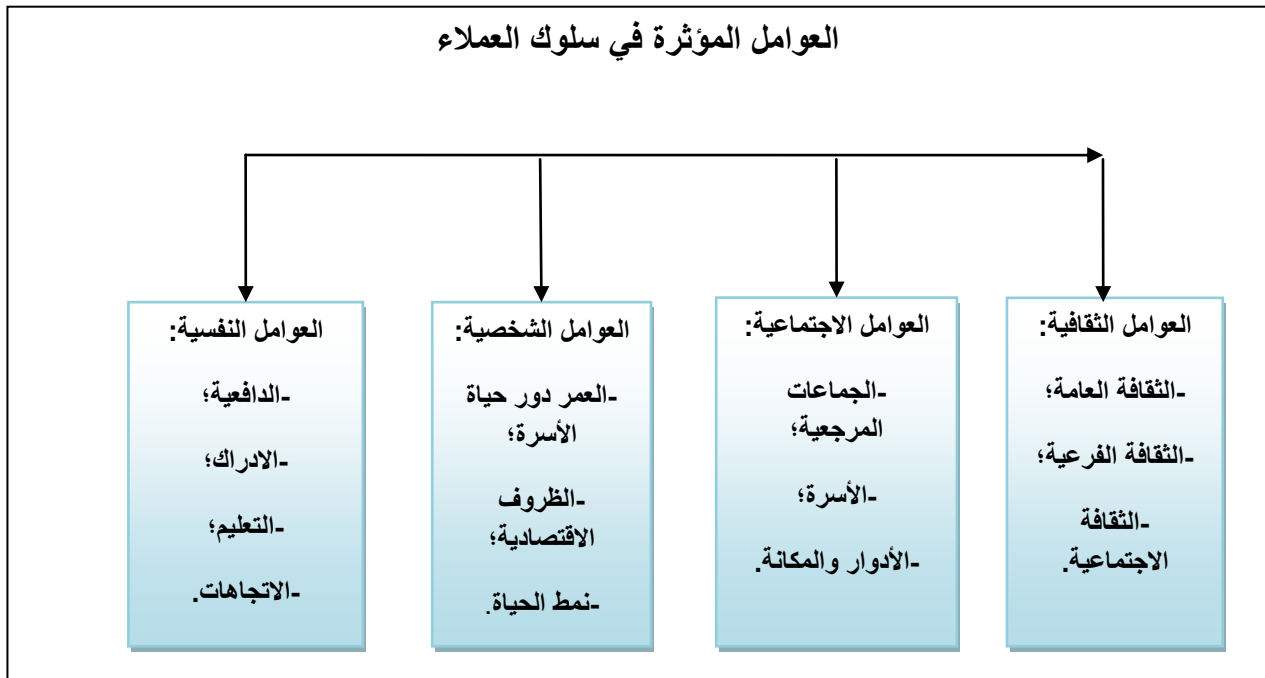 العوامل المؤثرة في سلوك العملاء
العوامل الثقافية:
-الثقافة العامة؛
-الثقافة الفرعية؛
-الثقافة
الاجتماعية.
العوامل الاجتماعية:
-الجماعات
المرجعية؛
-الأسرة؛
-الأدوار والمكانة.
العوامل الشخصية:
-العمر دور حياة
الأسرة؛
-الظروف
الاقتصادية؛
-نمط الحياة.
العوامل النفسية:
-الدافعية؛
-الادراك؛
-التعليم؛
-الاتجاهات.